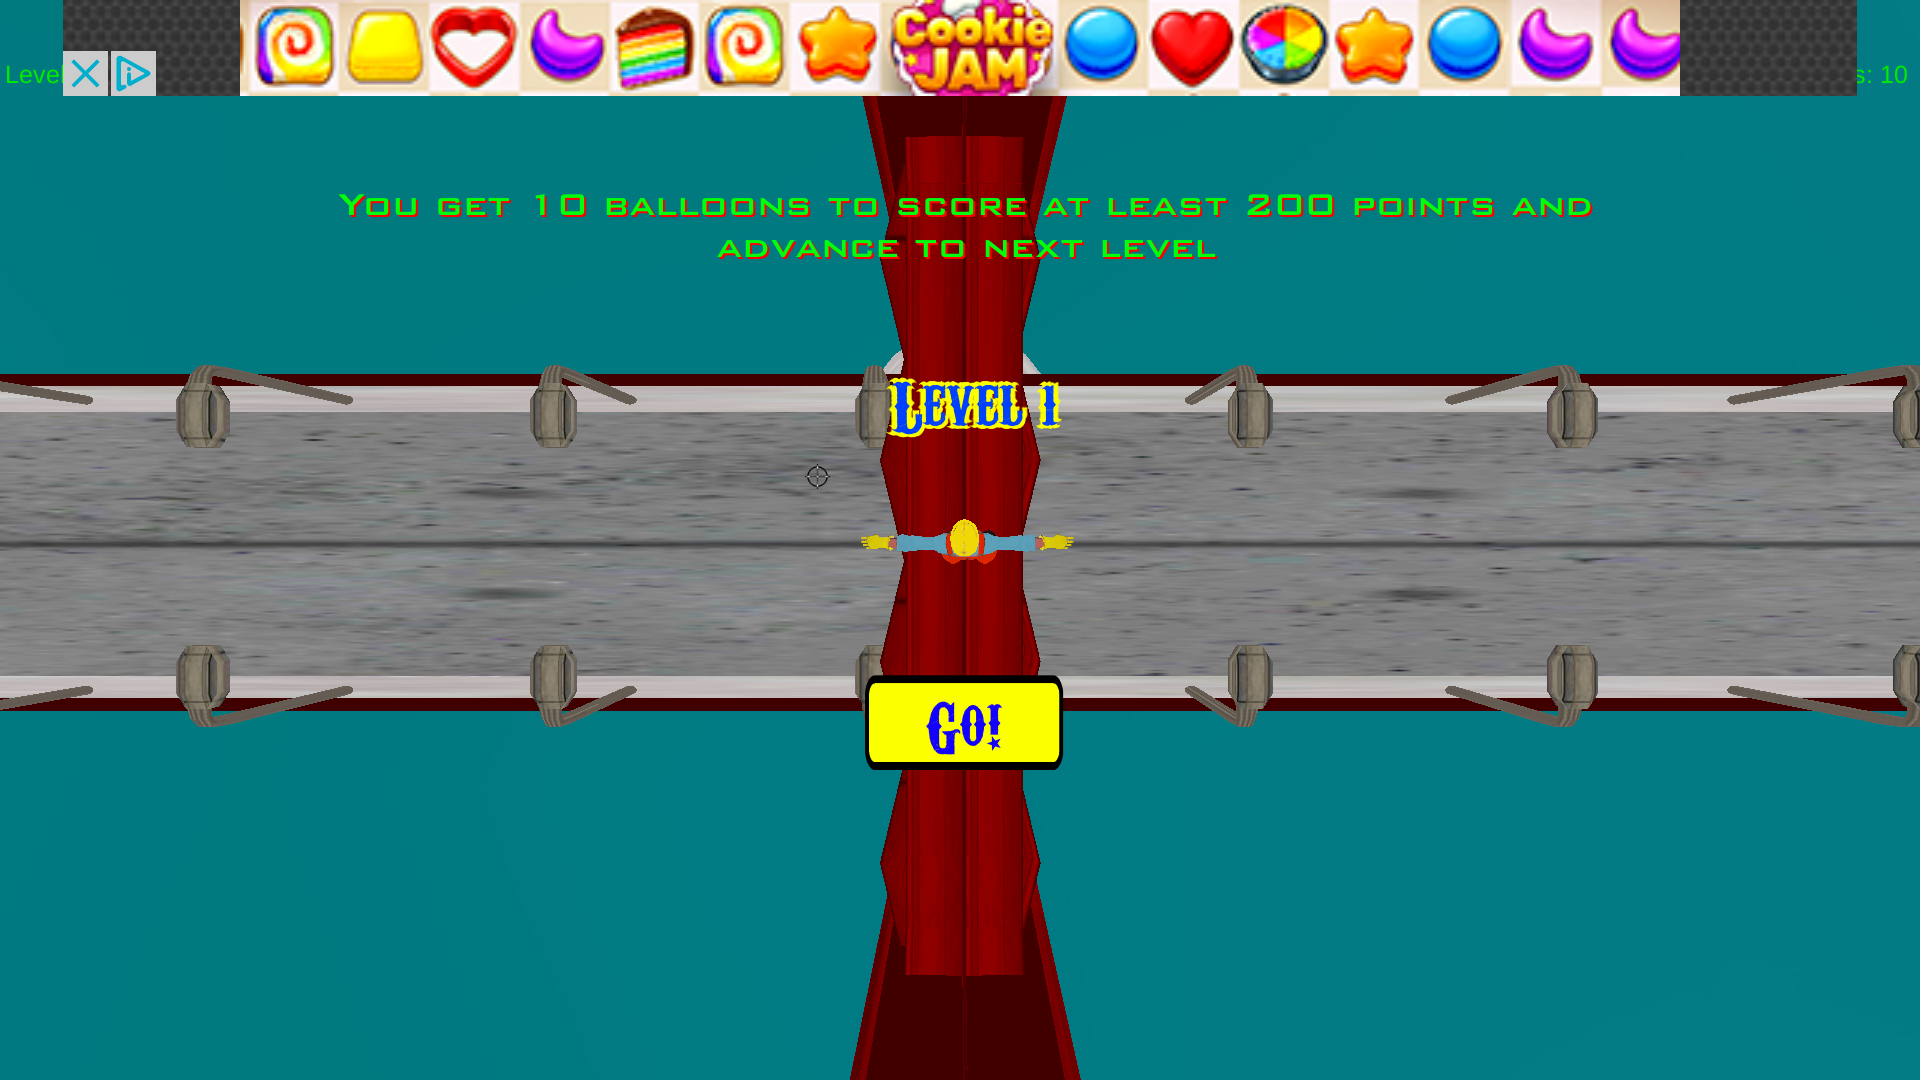 Cookie
JAM
Level
s: 10
You get 10 balloons to score at least 200 points and
advance to next level
Level 1
Go!